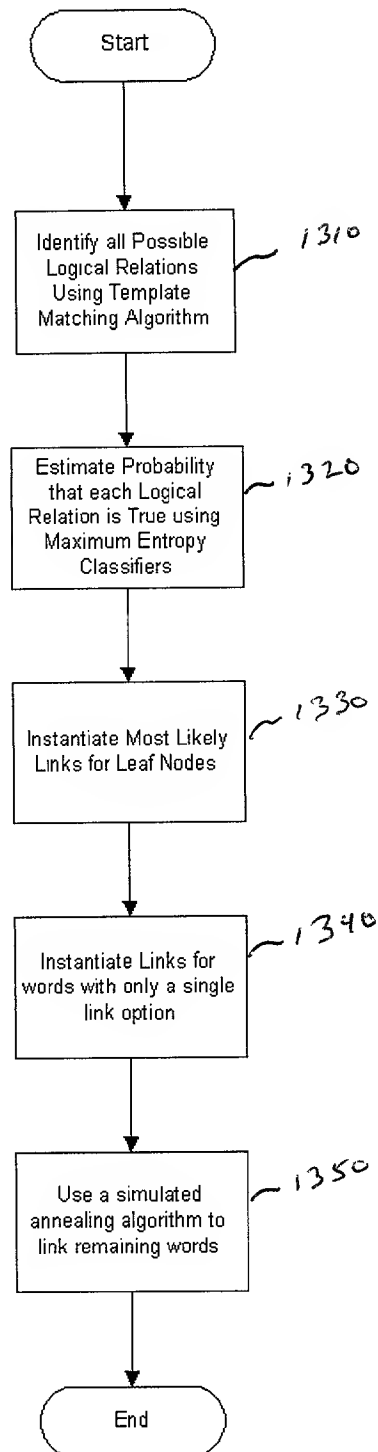 Start
Identify all Possible
Logical Relations
Using Template
Matching Algorithm
1310
Estimate Probability
that each Logical
Relation is True using
Maximum Entropy
Classifiers
1320
Instantiate Most Likely
Links for Leaf Nodes
1330
Instantiate Links for
words with only a single
link option
1340
Use a simulated
annealing algorithm to
link remaining words
1350
End